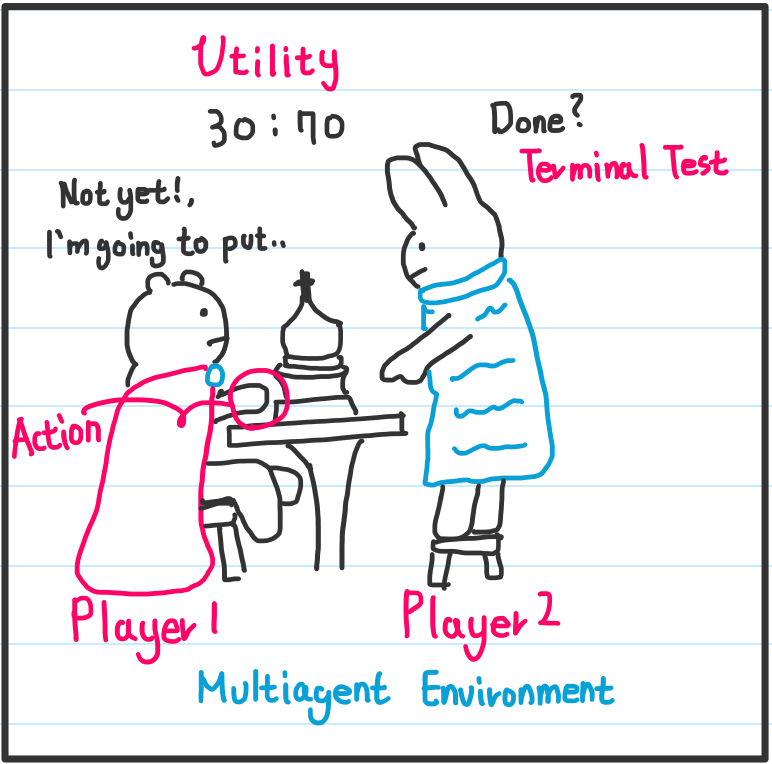 Utility
30:70
Done?
Terminal Test
Not yet!,
I'm going to put..
Action
Player 1
Player 2
Multiagent Environment